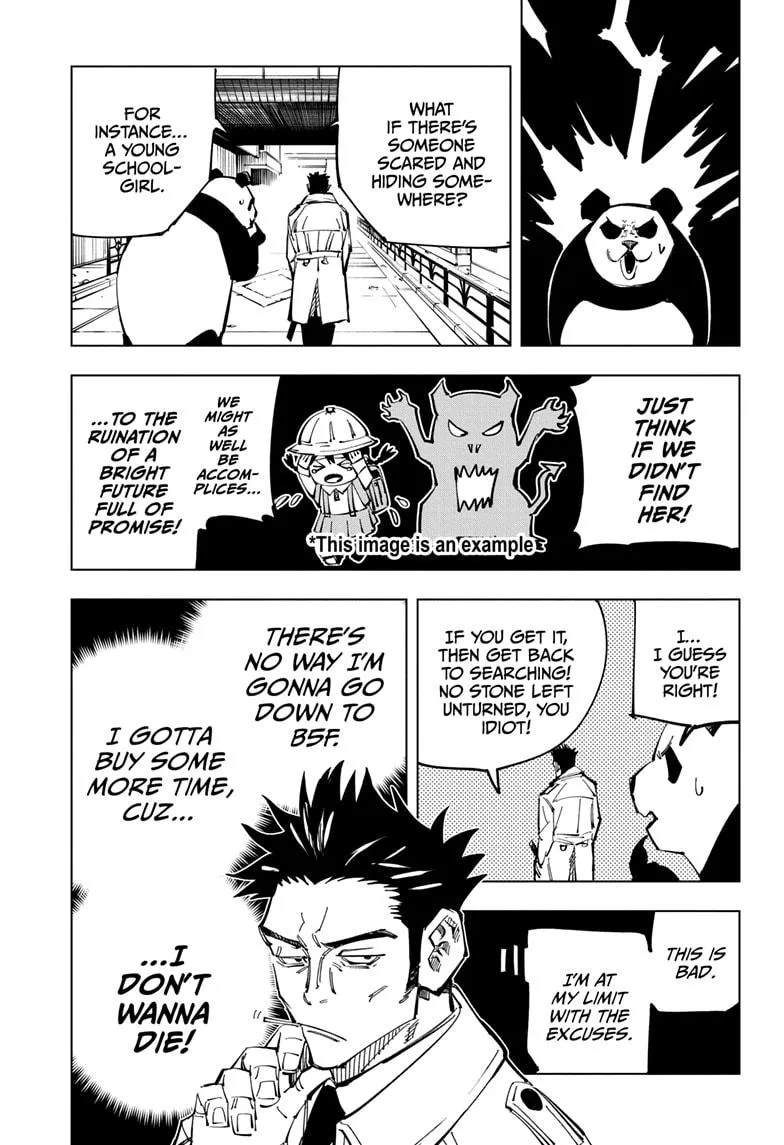 WHAT
IF THERE'S
SOMEONE
SCARED AND
HIDING SOME-
WHERE?
FOR
INSTANCE...
A YOUNG
SCHOOL-
GIRL.
JUST
THINK
IF WE
DIDN'T
FIND
HER!
*This image is an example
WE
MIGHT
AS
WELL
BE
ACCOM-
PLICES...
...TO THE
RUINATION
OF A
BRIGHT
FUTURE
FULL OF
PROMISE!
I...
I GUESS
YOU'RE
RIGHT!
IF YOU GET IT,
THEN GET BACK
TO SEARCHING!
NO STONE LEFT
UNTURNED, YOU
IDIOT!
THIS IS
BAD.
I'M AT
MY LIMIT
WITH THE
EXCUSES.
THERE'S
NO WAY I'M
GONNA GO
DOWN TO
B5F.
I GOTTA
BUY SOME
MORE TIME,
CUZ...
...I
DON'T
WANNA
DIE!